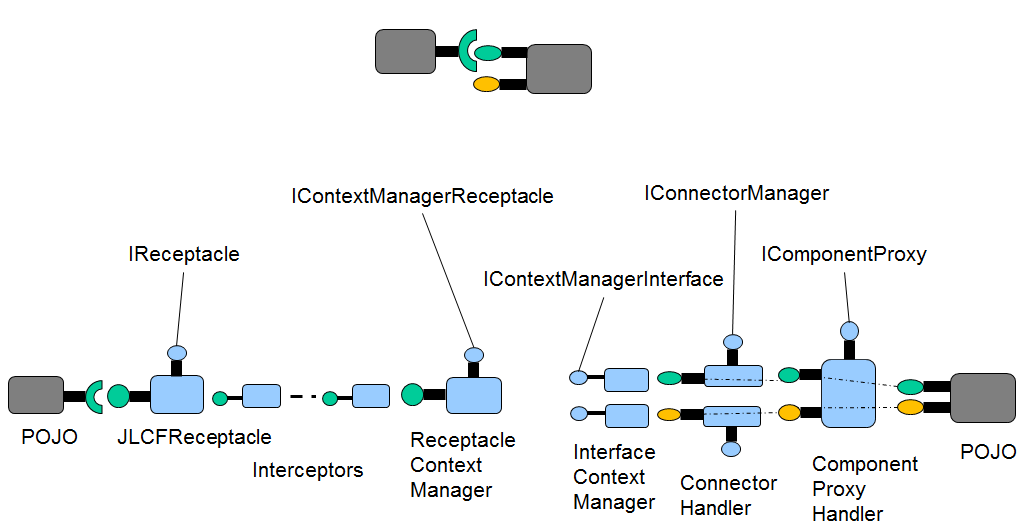 IContextManagerReceptacle
IConnectorManager
IReceptacle
IComponentProxy
IContextManagerInterface
POJO
JLCFReceptacle
Interceptors
Receptacle
Context
Manager
Interface
Context
Manager
Connector
Handler
Component
Proxy
Handler
POJO